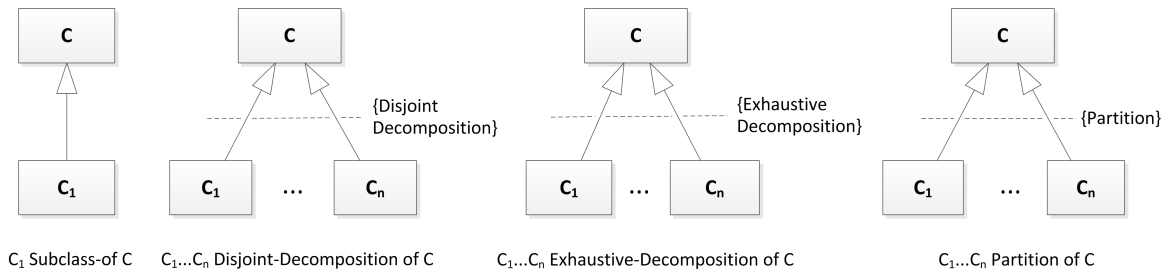 C
C
C
C
{Disjoint
Decomposition}
{Exhaustive
Decomposition}
{Partition}
C₁
C₁
...
Cₙ
C₁
...
Cₙ
C₁
...
Cₙ
C₁ Subclass-of C
C₁...Cₙ Disjoint-Decomposition of C
C₁...Cₙ Exhaustive-Decomposition of C
C₁...Cₙ Partition of C